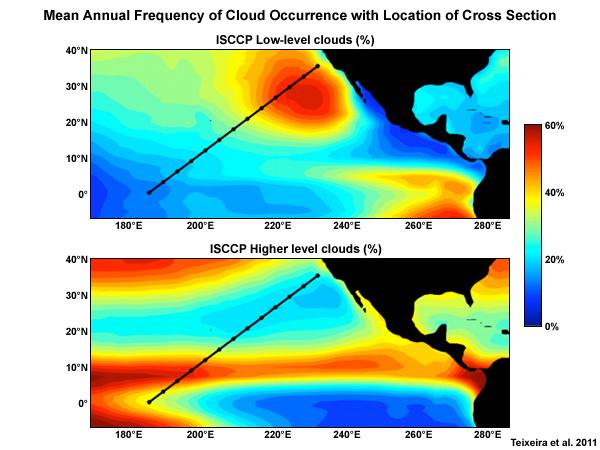 Mean Annual Frequency of Cloud Occurrence with Location of Cross Section
ISCCP Low-level clouds (%)
40°N
30°N
20°N
10°N
0°
180°E 200°E 220°E 240°E 260°E 280°E
60%
40%
20%
0%
ISCCP Higher level clouds (%)
40°N
30°N
20°N
10°N
0°
180°E 200°E 220°E 240°E 260°E 280°E
Teixeira et al. 2011